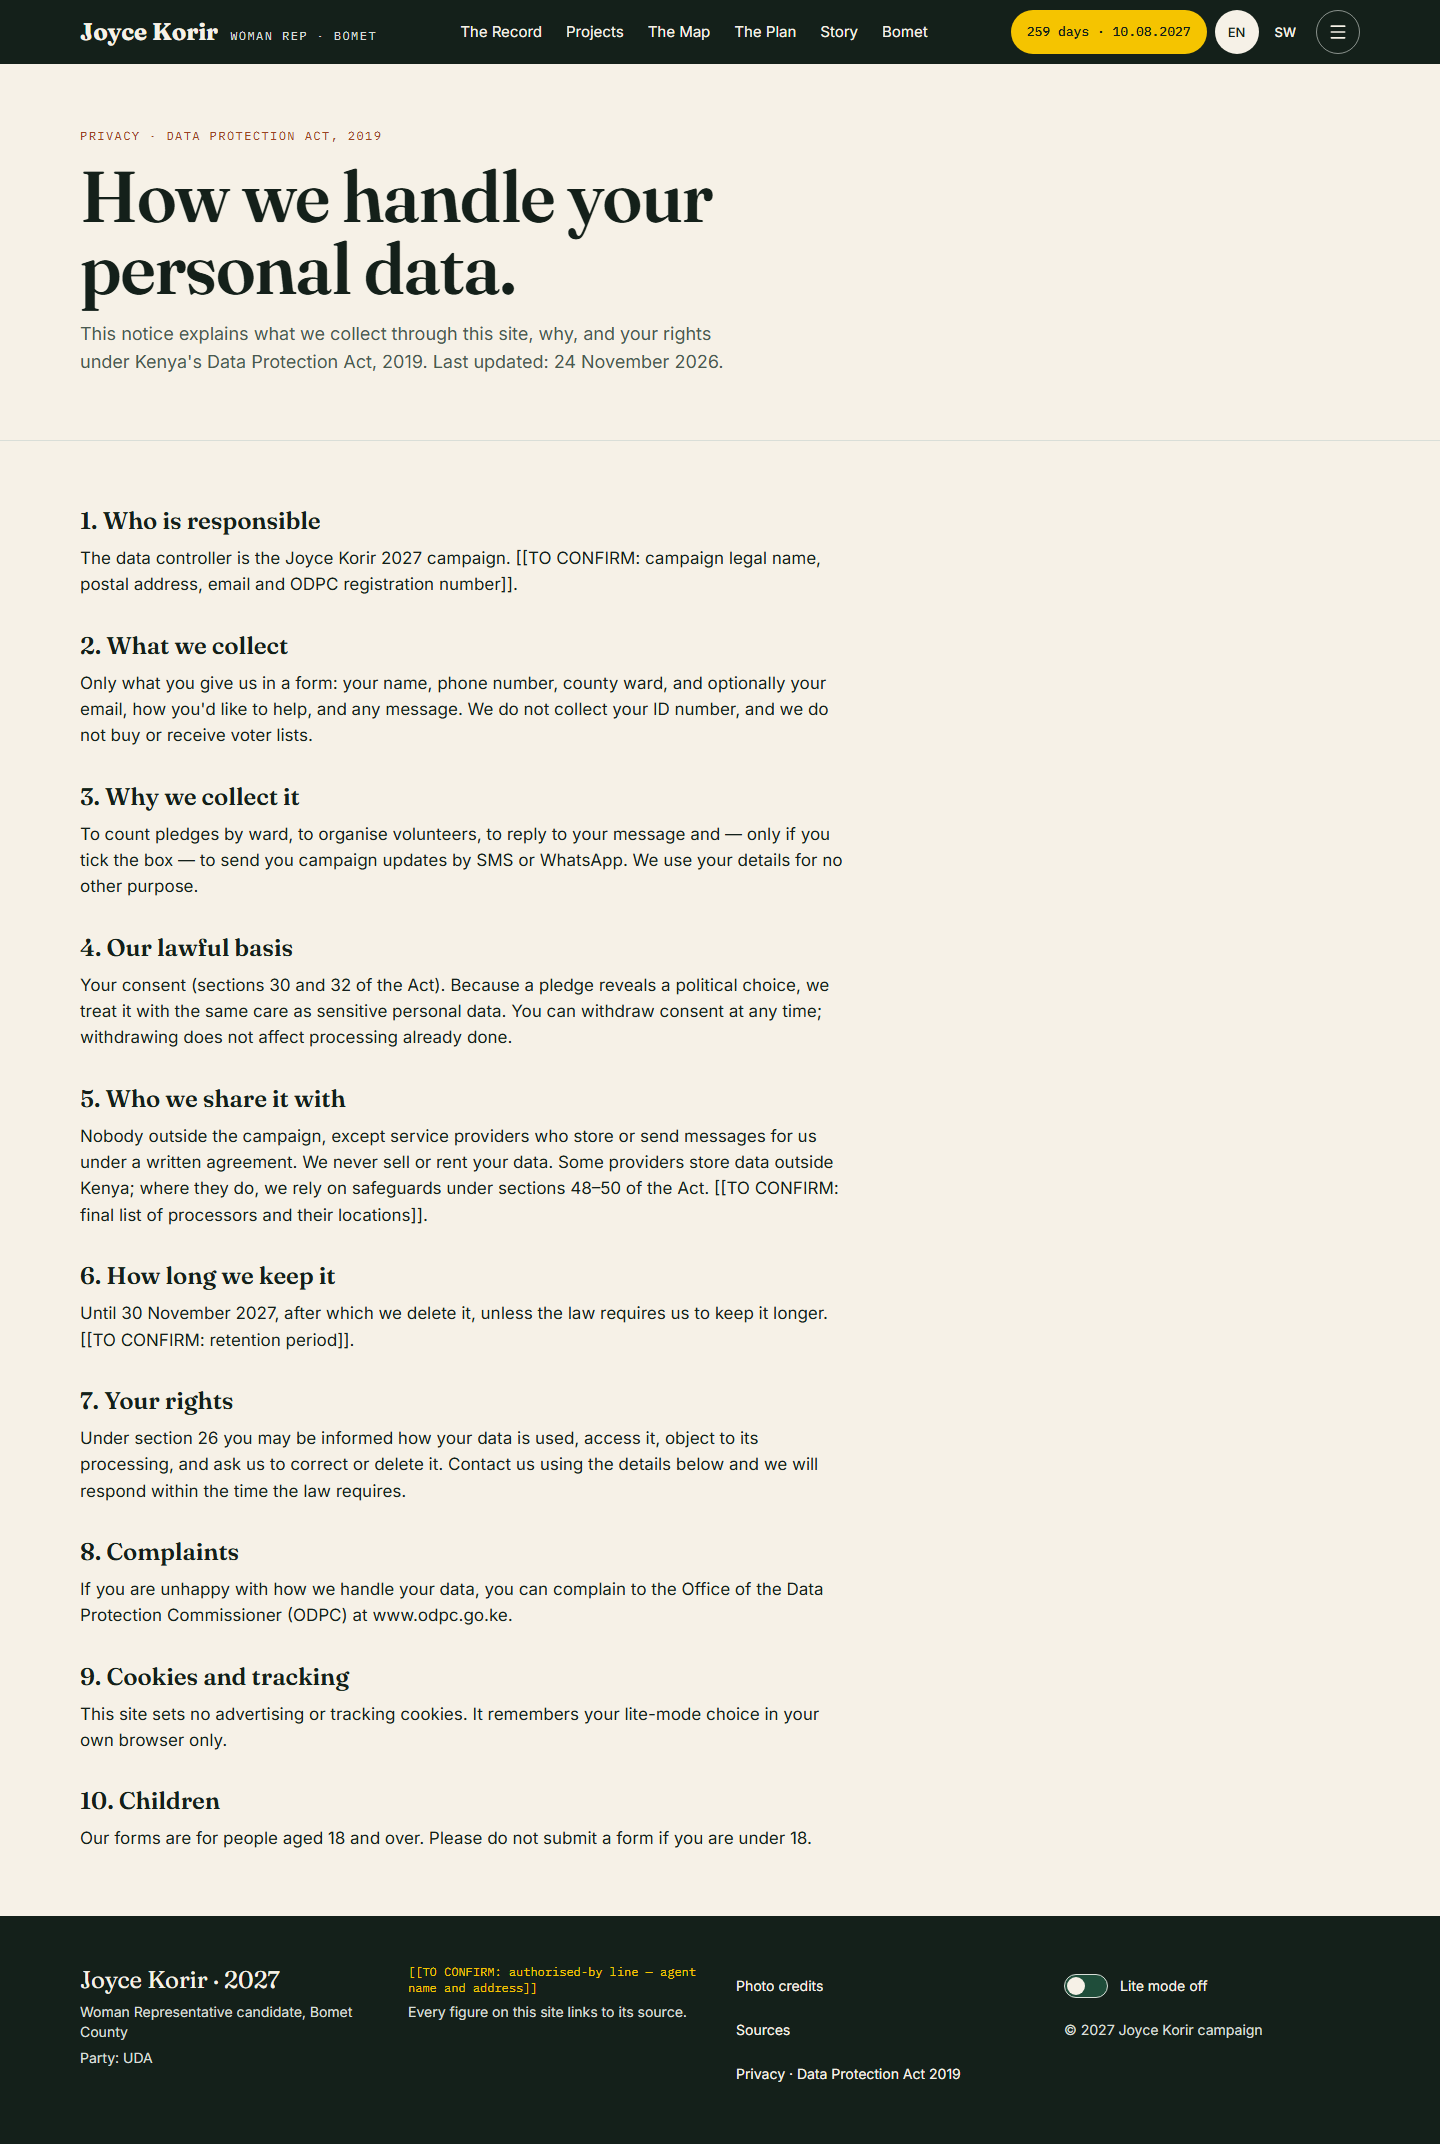 Joyce Korir WOMAN REP · BOMET
The Record Projects The Map The Plan Story Bomet
259 days · 10.08.2027 EN SW
PRIVACY · DATA PROTECTION ACT, 2019
How we handle your
personal data.
This notice explains what we collect through this site, why, and your rights
under Kenya's Data Protection Act, 2019. Last updated: 24 November 2026.
1. Who is responsible
The data controller is the Joyce Korir 2027 campaign. [[TO CONFIRM: campaign legal name,
postal address, email and ODPC registration number]].
2. What we collect
Only what you give us in a form: your name, phone number, county ward, and optionally your
email, how you'd like to help, and any message. We do not collect your ID number, and we do
not buy or receive voter lists.
3. Why we collect it
To count pledges by ward, to organise volunteers, to reply to your message and — only if you
tick the box — to send you campaign updates by SMS or WhatsApp. We use your details for no
other purpose.
4. Our lawful basis
Your consent (sections 30 and 32 of the Act). Because a pledge reveals a political choice, we
treat it with the same care as sensitive personal data. You can withdraw consent at any time;
withdrawing does not affect processing already done.
5. Who we share it with
Nobody outside the campaign, except service providers who store or send messages for us
under a written agreement. We never sell or rent your data. Some providers store data outside
Kenya; where they do, we rely on safeguards under sections 48–50 of the Act. [[TO CONFIRM:
final list of processors and their locations]].
6. How long we keep it
Until 30 November 2027, after which we delete it, unless the law requires us to keep it longer.
[[TO CONFIRM: retention period]].
7. Your rights
Under section 26 you may be informed how your data is used, access it, object to its
processing, and ask us to correct or delete it. Contact us using the details below and we will
respond within the time the law requires.
8. Complaints
If you are unhappy with how we handle your data, you can complain to the Office of the Data
Protection Commissioner (ODPC) at www.odpc.go.ke.
9. Cookies and tracking
This site sets no advertising or tracking cookies. It remembers your lite-mode choice in your
own browser only.
10. Children
Our forms are for people aged 18 and over. Please do not submit a form if you are under 18.
Joyce Korir · 2027
Woman Representative candidate, Bomet
County
Party: UDA
[[TO CONFIRM: authorised-by line — agent
name and address]]
Every figure on this site links to its source.
Photo credits
Sources
Privacy · Data Protection Act 2019
Lite mode off
© 2027 Joyce Korir campaign